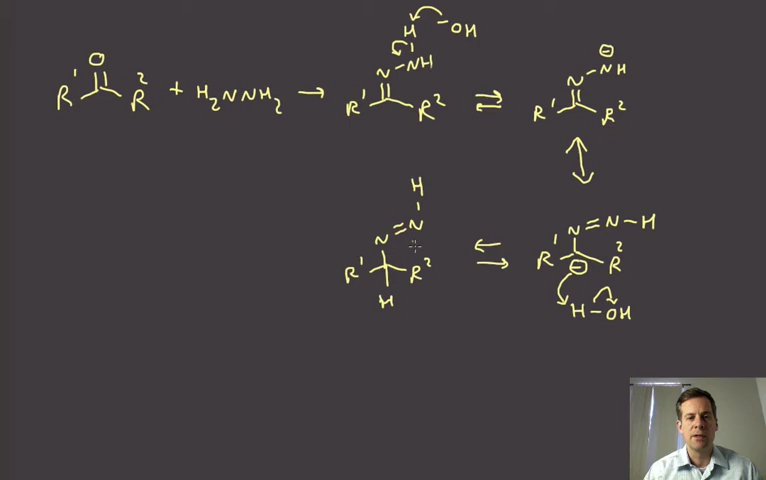 O
R¹ R² + H₂NNH₂ →
H ⁻OH
N-NH
R¹ R²
⇌
⊖
N-NH
R¹ R²
H
N=N
R¹ R²
H
⇌
N=N-H
R¹ R²
⊖
H-OH